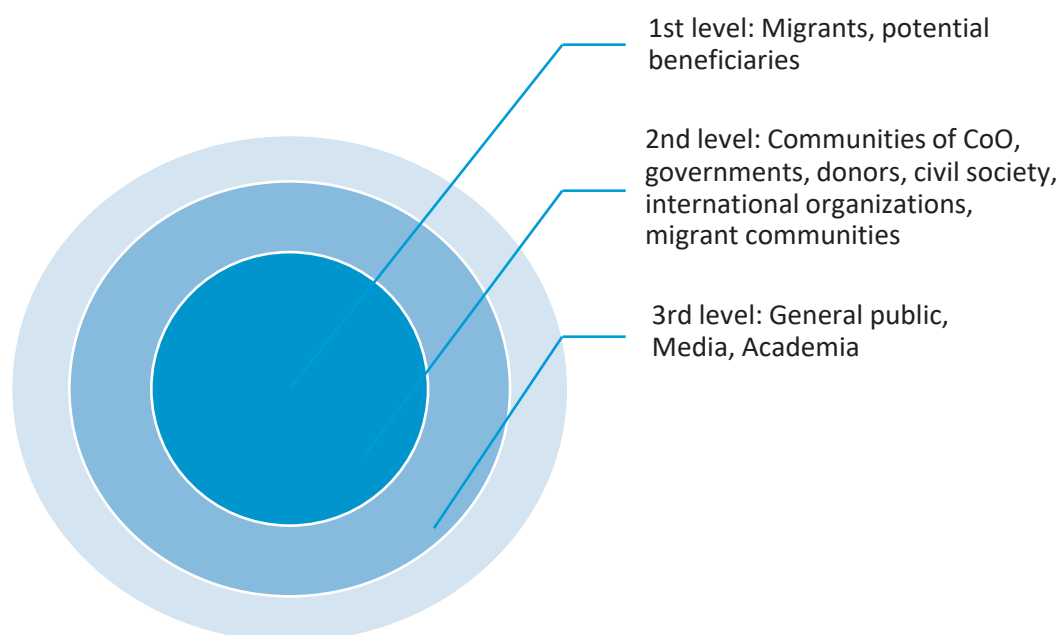 1st level: Migrants, potential
beneficiaries
2nd level: Communities of CoO,
governments, donors, civil society,
international organizations,
migrant communities
3rd level: General public,
Media, Academia